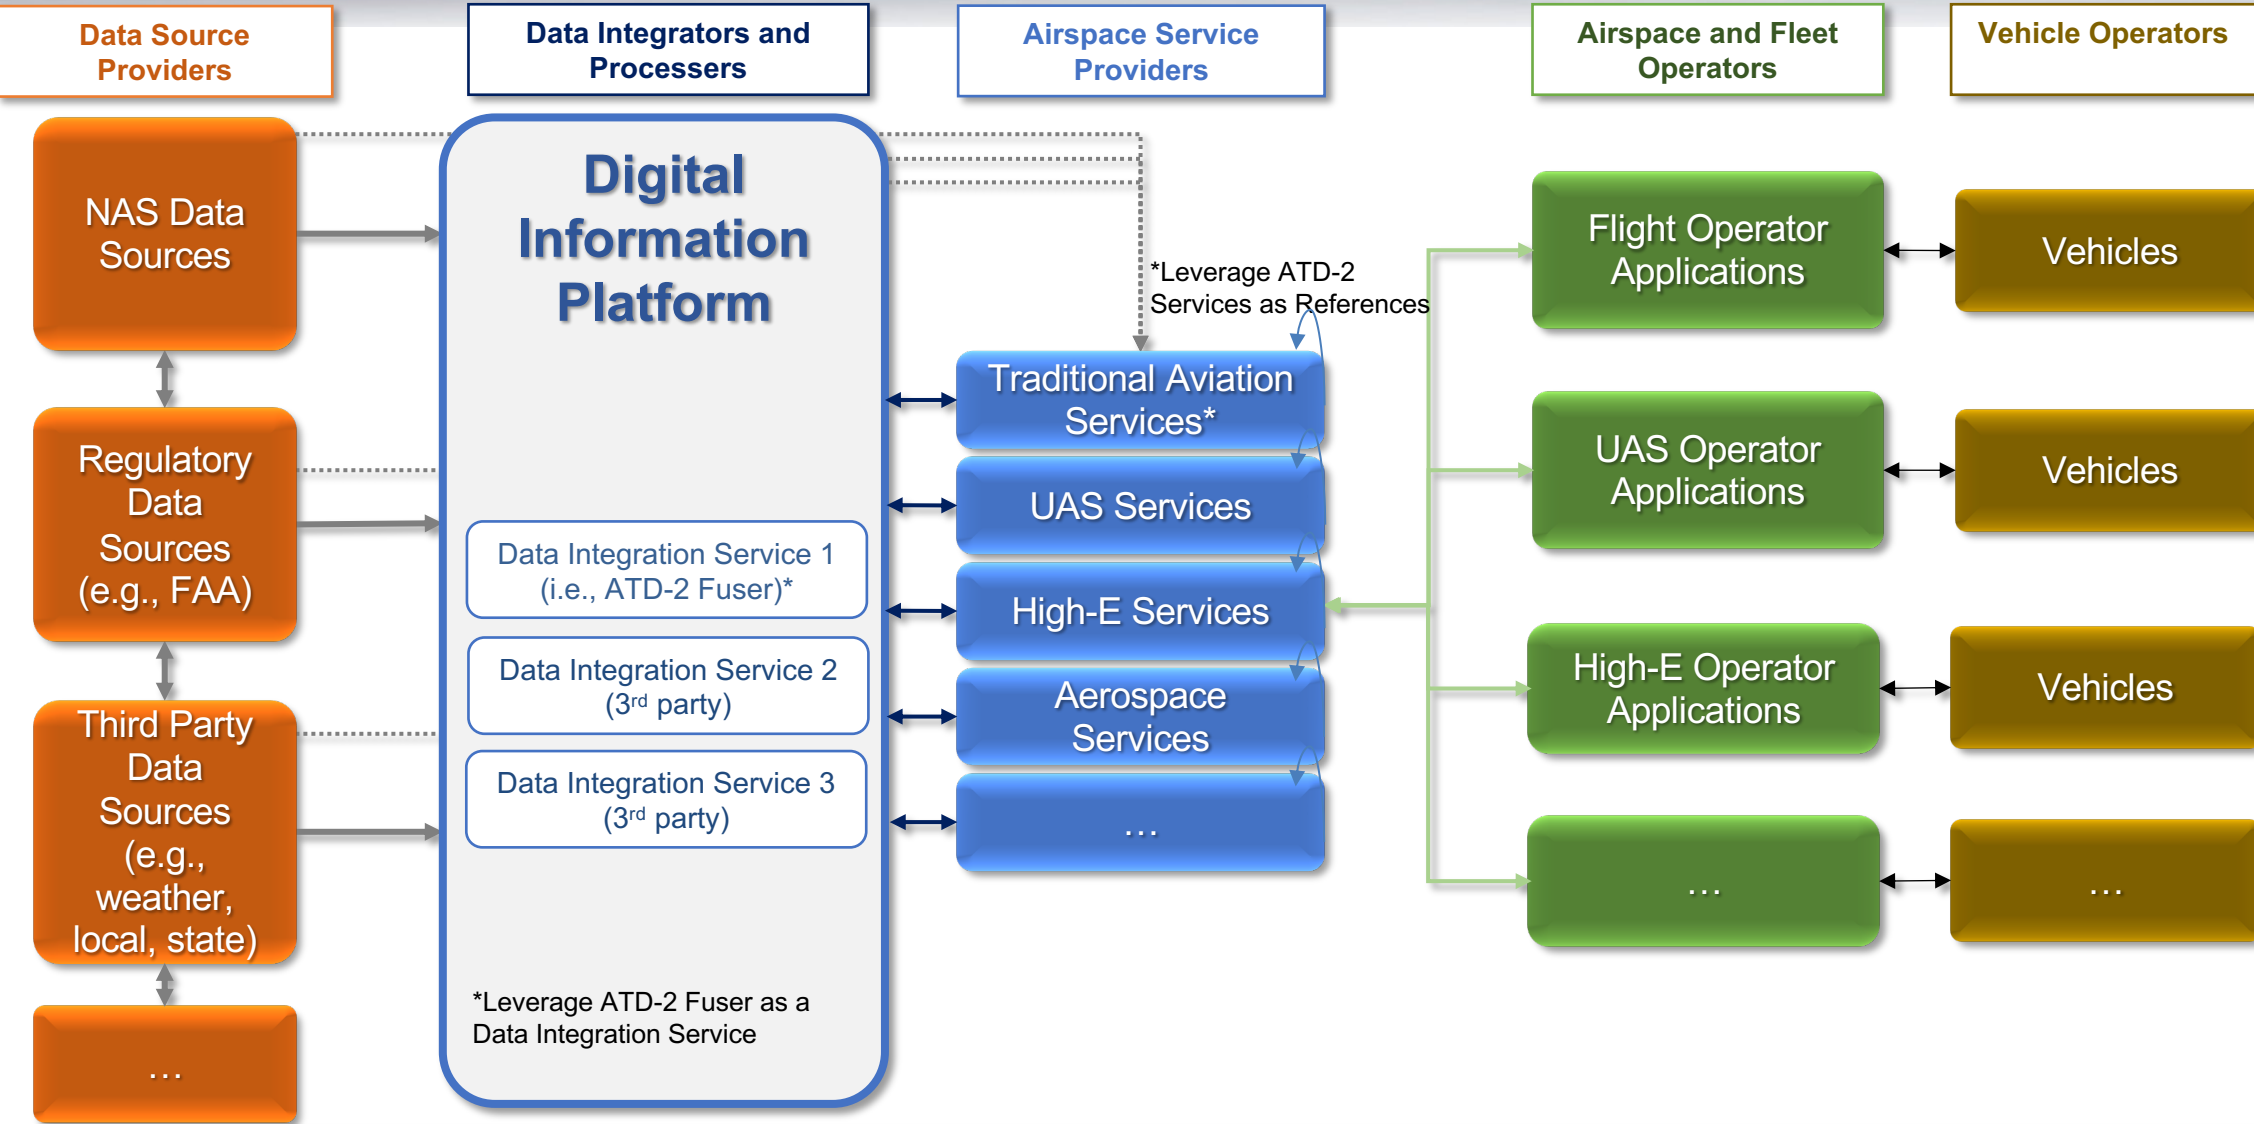 Data Source
Providers
Data Integrators and
Processers
Airspace Service
Providers
Airspace and Fleet
Operators
Vehicle Operators
NAS Data
Sources
Regulatory
Data
Sources
(e.g., FAA)
Third Party
Data
Sources
(e.g.,
weather,
local, state)
...
Digital
Information
Platform
Data Integration Service 1
(i.e., ATD-2 Fuser)*
Data Integration Service 2
(3rd party)
Data Integration Service 3
(3rd party)
*Leverage ATD-2 Fuser as a
Data Integration Service
*Leverage ATD-2
Services as References
Traditional Aviation
Services*
UAS Services
High-E Services
Aerospace
Services
...
Flight Operator
Applications
UAS Operator
Applications
High-E Operator
Applications
...
Vehicles
Vehicles
Vehicles
...